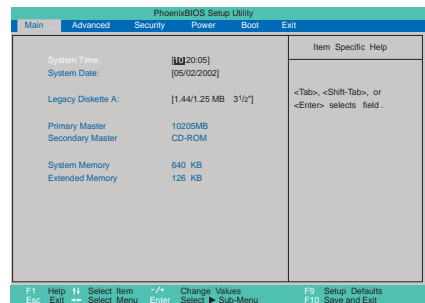 PhoenixBIOS Setup Utility
Main Advanced Security Power Boot Exit
Item Specific Help
System Time: [10:20:05]
System Date: [05/02/2002]
<Tab>, <Shift-Tab>, or
<Enter> selects field.
Legacy Diskette A: [1.44/1.25 MB 3½"]
Primary Master 10205MB
Secondary Master CD-ROM
System Memory 640 KB
Extended Memory 126 KB
F1 Help ↑↓ Select Item -/+ Change Values F9 Setup Defaults
Esc Exit ↔ Select Menu Enter Select ▶ Sub-Menu F10 Save and Exit